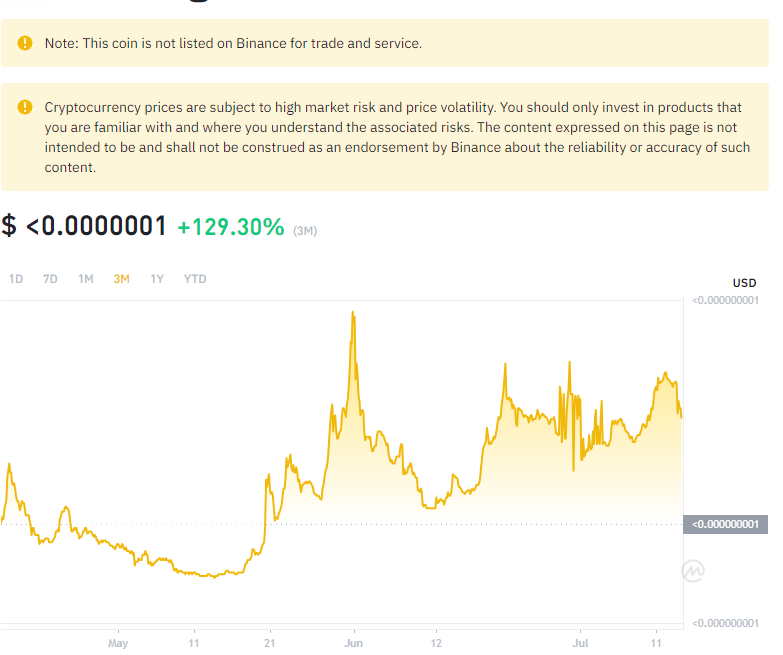 Note: This coin is not listed on Binance for trade and service.
Cryptocurrency prices are subject to high market risk and price volatility. You should only invest in products that
you are familiar with and where you understand the associated risks. The content expressed on this page is not
intended to be and shall not be construed as an endorsement by Binance about the reliability or accuracy of such
content.
$ <0.0000001 +129.30% (3M)
1D 7D 1M 3M 1Y YTD
USD
<0.000000001
<0.000000001
<0.000000001
May 11 21 Jun 12 Jul 11